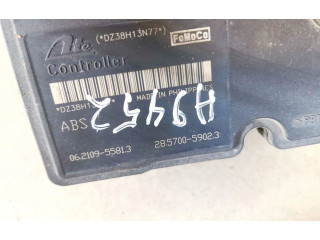 Ate
(*DZ38H13N77*)
FoMoCo
Controller
*DZ38H1
MADE IN PHILIPPINES
ABS
A9452
06.2109-5581.3
28.5700-5902.3